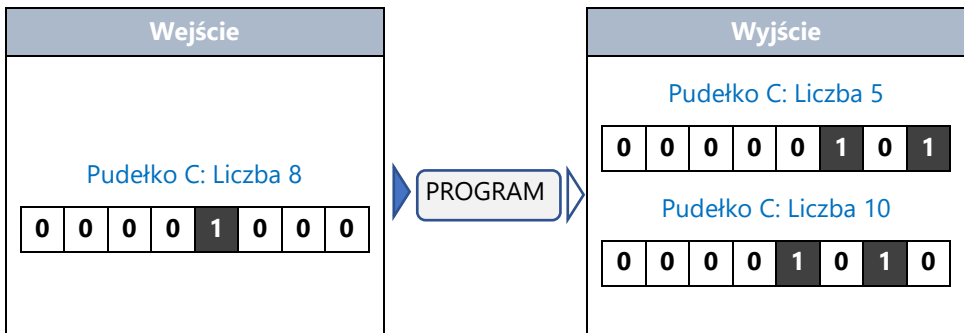 Wejście
Pudełko C: Liczba 8
0 0 0 0 1 0 0 0
PROGRAM
Wyjście
Pudełko C: Liczba 5
0 0 0 0 0 1 0 1
Pudełko C: Liczba 10
0 0 0 0 1 0 1 0